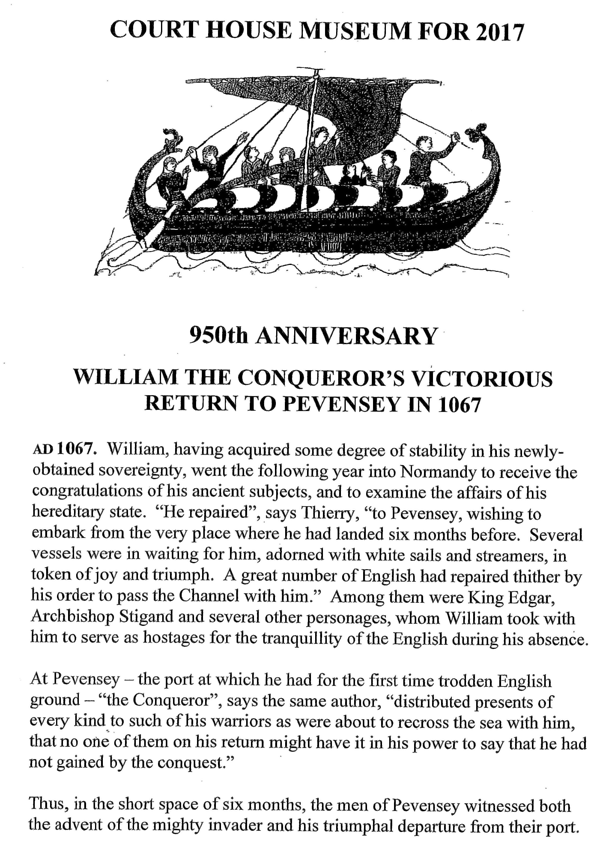 COURT HOUSE MUSEUM FOR 2017
950th ANNIVERSARY
WILLIAM THE CONQUEROR'S VICTORIOUS
RETURN TO PEVENSEY IN 1067
AD 1067. William, having acquired some degree of stability in his newly-
obtained sovereignty, went the following year into Normandy to receive the
congratulations of his ancient subjects, and to examine the affairs of his
hereditary state. “He repaired”, says Thierry, “to Pevensey, wishing to
embark from the very place where he had landed six months before. Several
vessels were in waiting for him, adorned with white sails and streamers, in
token of joy and triumph. A great number of English had repaired thither by
his order to pass the Channel with him.” Among them were King Edgar,
Archbishop Stigand and several other personages, whom William took with
him to serve as hostages for the tranquillity of the English during his absence.
At Pevensey – the port at which he had for the first time trodden English
ground – “the Conqueror”, says the same author, “distributed presents of
every kind to such of his warriors as were about to recross the sea with him,
that no one of them on his return might have it in his power to say that he had
not gained by the conquest.”
Thus, in the short space of six months, the men of Pevensey witnessed both
the advent of the mighty invader and his triumphal departure from their port.